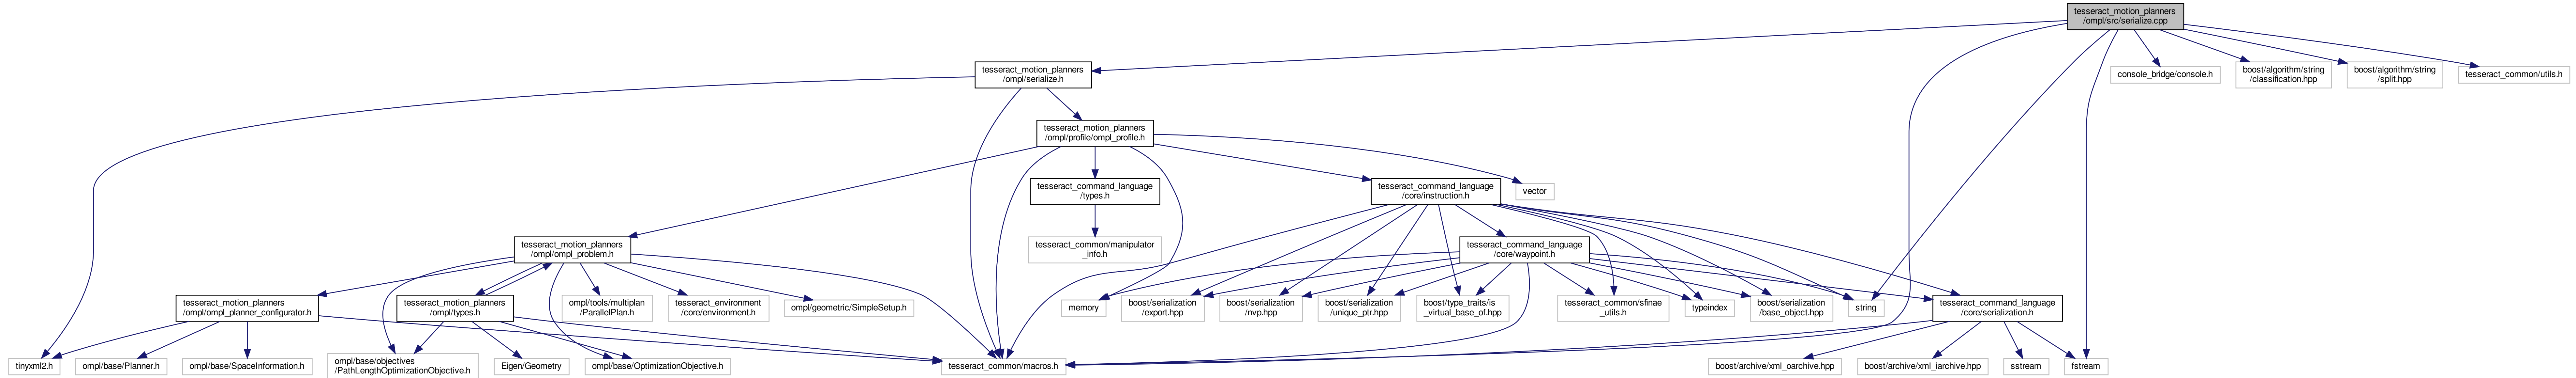 tesseract_motion_planners
/ompl/src/serialize.cpp
tesseract_motion_planners
/ompl/serialize.h
console_bridge/console.h
boost/algorithm/string
/classification.hpp
boost/algorithm/string
/split.hpp
tesseract_common/utils.h
tesseract_motion_planners
/ompl/profile/ompl_profile.h
tesseract_command_language
/types.h
tesseract_command_language
/core/instruction.h
vector
tesseract_motion_planners
/ompl/ompl_problem.h
tesseract_common/manipulator
_info.h
tesseract_command_language
/core/waypoint.h
tesseract_motion_planners
/ompl/ompl_planner_configurator.h
tesseract_motion_planners
/ompl/types.h
ompl/tools/multiplan
/ParallelPlan.h
tesseract_environment
/core/environment.h
ompl/geometric/SimpleSetup.h
memory
boost/serialization
/export.hpp
boost/serialization
/nvp.hpp
boost/serialization
/unique_ptr.hpp
boost/type_traits/is
_virtual_base_of.hpp
tesseract_common/sfinae
_utils.h
typeindex
boost/serialization
/base_object.hpp
string
tesseract_command_language
/core/serialization.h
tinyxml2.h
ompl/base/Planner.h
ompl/base/SpaceInformation.h
ompl/base/objectives
/PathLengthOptimizationObjective.h
Eigen/Geometry
ompl/base/OptimizationObjective.h
tesseract_common/macros.h
boost/archive/xml_oarchive.hpp
boost/archive/xml_iarchive.hpp
sstream
fstream